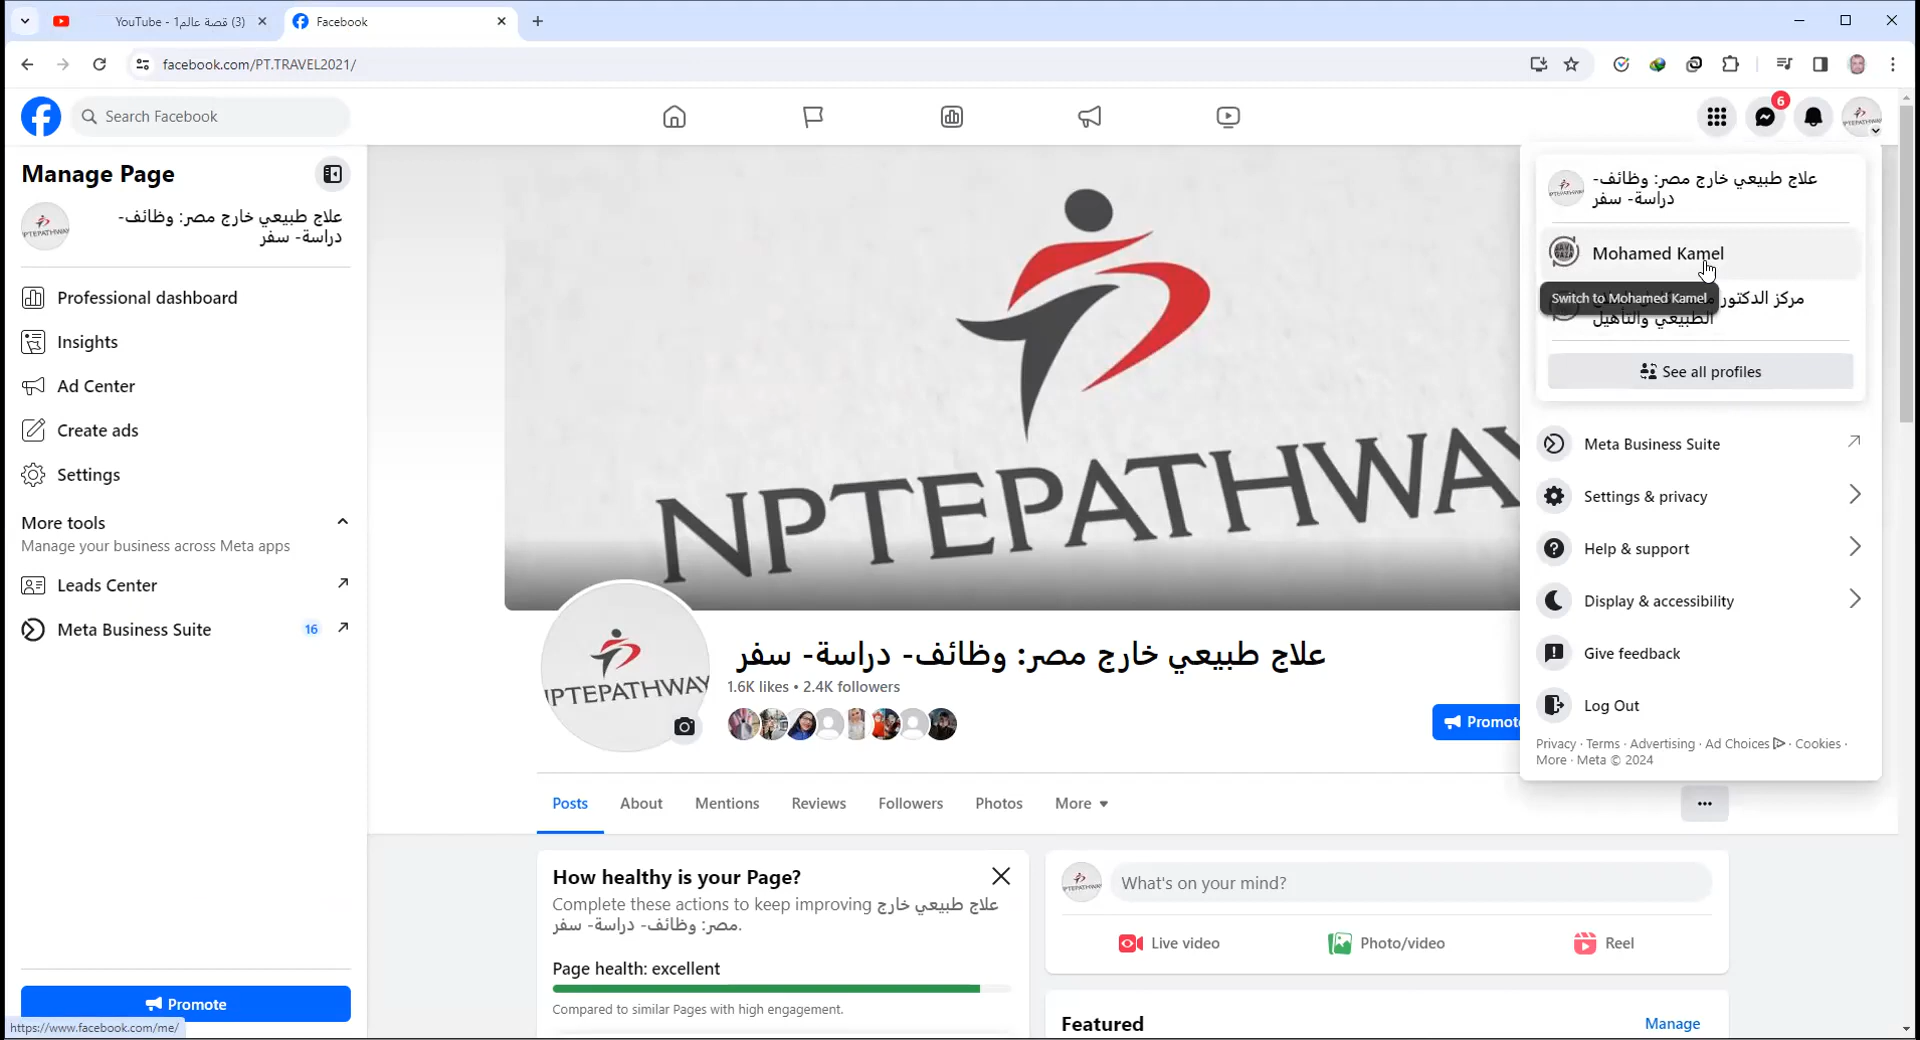 YouTube - قصة عالم1 (3)
Facebook
facebook.com/PT.TRAVEL2021/
Search Facebook
6
Manage Page
علاج طبيعي خارج مصر: وظائف-
دراسة- سفر
Professional dashboard
Insights
Ad Center
Create ads
Settings
More tools
Manage your business across Meta apps
Leads Center
Meta Business Suite
16
Promote
https://www.facebook.com/me/
NPTEPATHWAY
PTEPATHWAY
علاج طبيعي خارج مصر: وظائف- دراسة- سفر
1.6K likes • 2.4K followers
Promote
Posts
About
Mentions
Reviews
Followers
Photos
More
How healthy is your Page?
Complete these actions to keep improving علاج طبيعي خارج
مصر: وظائف- دراسة- سفر.
Page health: excellent
Compared to similar Pages with high engagement.
What's on your mind?
Live video
Photo/video
Reel
Featured
Manage
علاج طبيعي خارج مصر: وظائف-
دراسة- سفر
Mohamed Kamel
Switch to Mohamed Kamel
مركز الدكتور
الطبيعي والتأهيل
See all profiles
Meta Business Suite
Settings & privacy
Help & support
Display & accessibility
Give feedback
Log Out
Privacy · Terms · Advertising · Ad Choices · Cookies ·
More · Meta © 2024